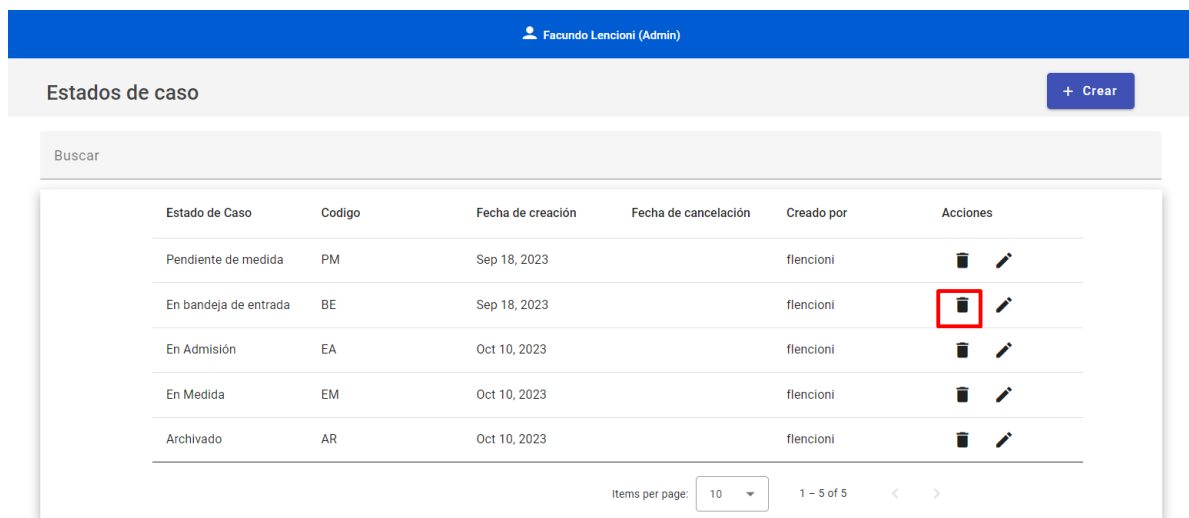 Facundo Lencioni (Admin)
Estados de caso
+ Crear
Buscar
Estado de Caso Codigo Fecha de creación Fecha de cancelación Creado por Acciones
Pendiente de medida PM Sep 18, 2023 flencioni
En bandeja de entrada BE Sep 18, 2023 flencioni
En Admisión EA Oct 10, 2023 flencioni
En Medida EM Oct 10, 2023 flencioni
Archivado AR Oct 10, 2023 flencioni
Items per page: 10 1 – 5 of 5